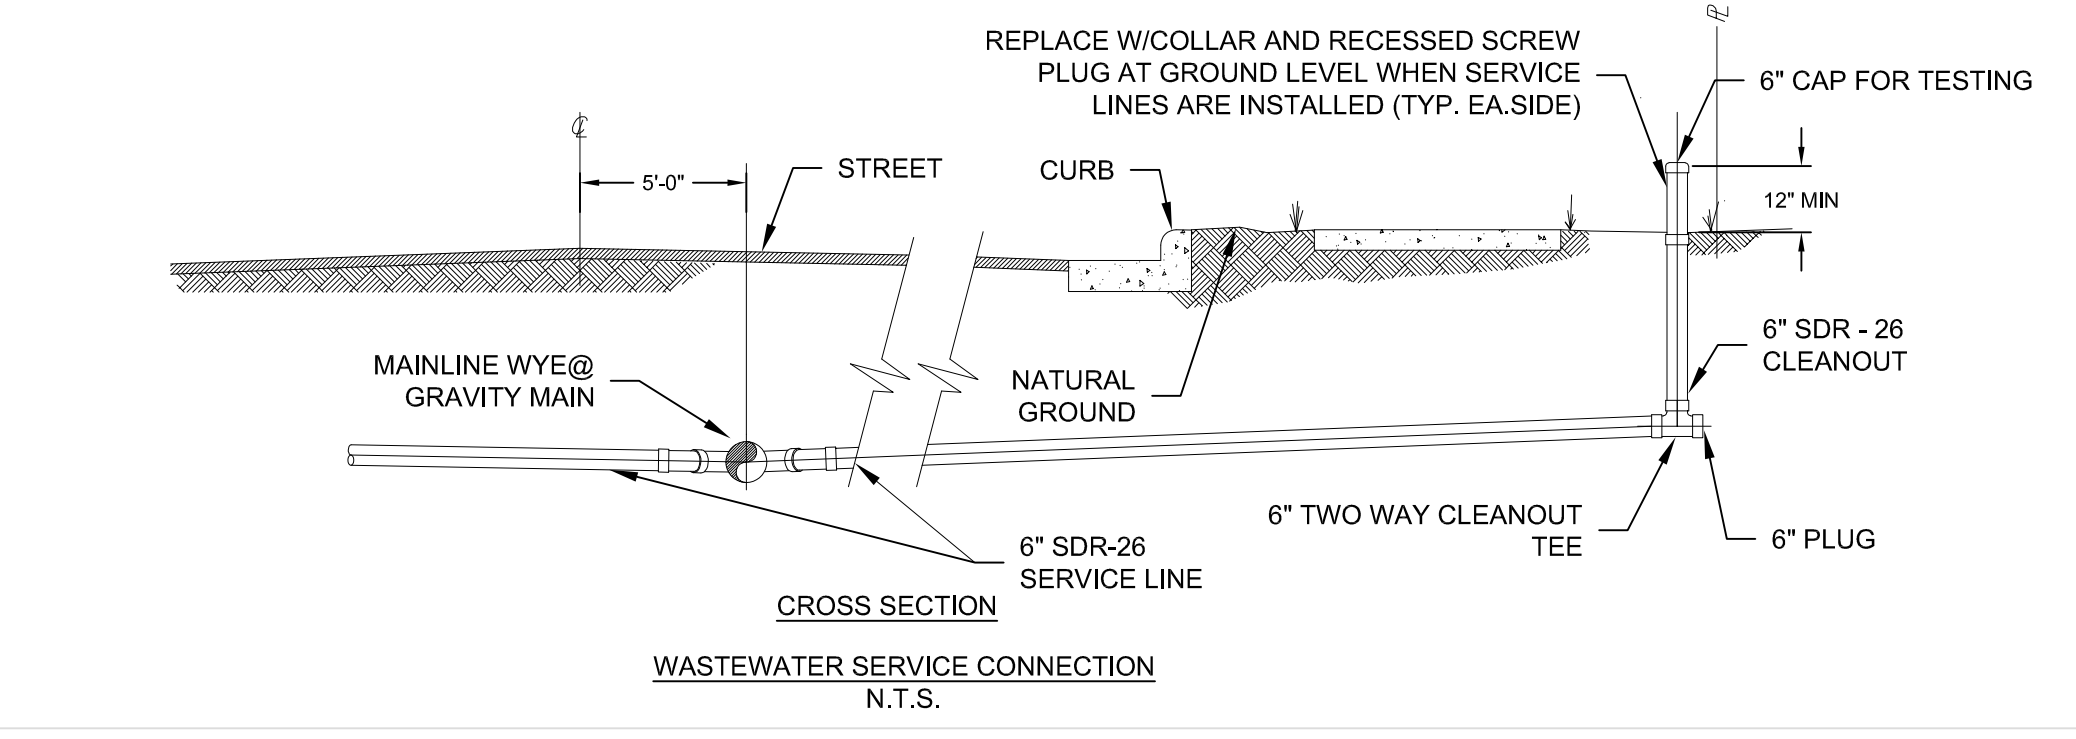 ℄
℞
REPLACE W/COLLAR AND RECESSED SCREW
PLUG AT GROUND LEVEL WHEN SERVICE
LINES ARE INSTALLED (TYP. EA.SIDE)
6" CAP FOR TESTING
STREET
CURB
5'-0"
12" MIN
6" SDR - 26
CLEANOUT
MAINLINE WYE@
GRAVITY MAIN
NATURAL
GROUND
6" TWO WAY CLEANOUT
TEE
6" PLUG
6" SDR-26
SERVICE LINE
CROSS SECTION
WASTEWATER SERVICE CONNECTION
N.T.S.